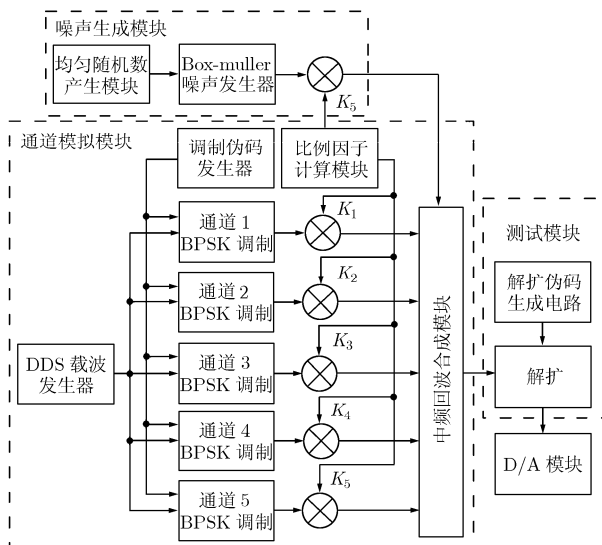 噪声生成模块
均匀随机数
产生模块
Box-muller
噪声发生器
K5
通道模拟模块
调制伪码
发生器
比例因子
计算模块
通道 1
BPSK 调制
K1
通道 2
BPSK 调制
K2
通道 3
BPSK 调制
K3
通道 4
BPSK 调制
K4
通道 5
BPSK 调制
K5
DDS 载波
发生器
中频回波合成模块
测试模块
解扩伪码
生成电路
解扩
D/A 模块